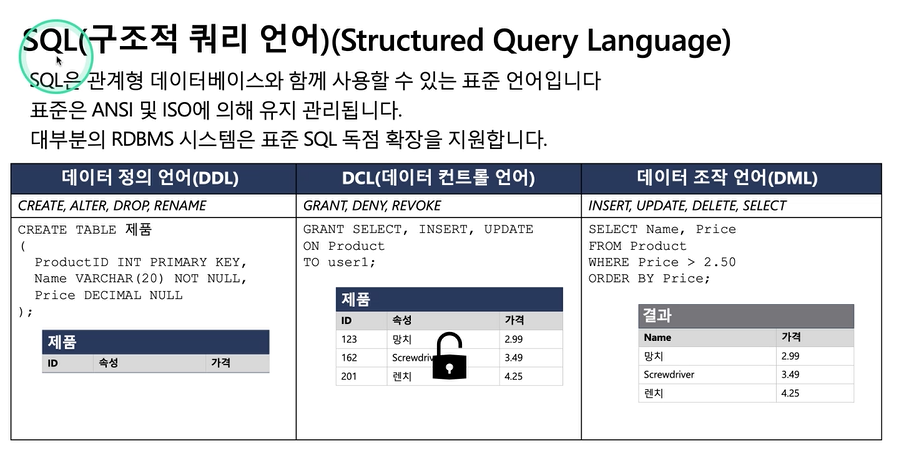 SQL(구조적 쿼리 언어)(Structured Query Language)
SQL은 관계형 데이터베이스와 함께 사용할 수 있는 표준 언어입니다
표준은 ANSI 및 ISO에 의해 유지 관리됩니다.
대부분의 RDBMS 시스템은 표준 SQL 독점 확장을 지원합니다.
데이터 정의 언어(DDL)
CREATE, ALTER, DROP, RENAME
CREATE TABLE 제품
(
ProductID INT PRIMARY KEY,
Name VARCHAR(20) NOT NULL,
Price DECIMAL NULL
);
제품
ID 속성 가격
DCL(데이터 컨트롤 언어)
GRANT, DENY, REVOKE
GRANT SELECT, INSERT, UPDATE
ON Product
TO user1;
제품
ID 속성 가격
123 망치 2.99
162 3.49
201 렌치 4.25
데이터 조작 언어(DML)
INSERT, UPDATE, DELETE, SELECT
SELECT Name, Price
FROM Product
WHERE Price > 2.50
ORDER BY Price;
결과
Name 가격
망치 2.99
Screwdriver 3.49
렌치 4.25